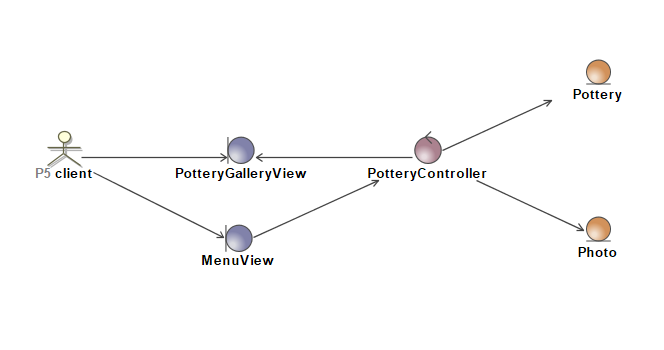 Pottery
P5 client
PotteryGalleryView
PotteryController
MenuView
Photo